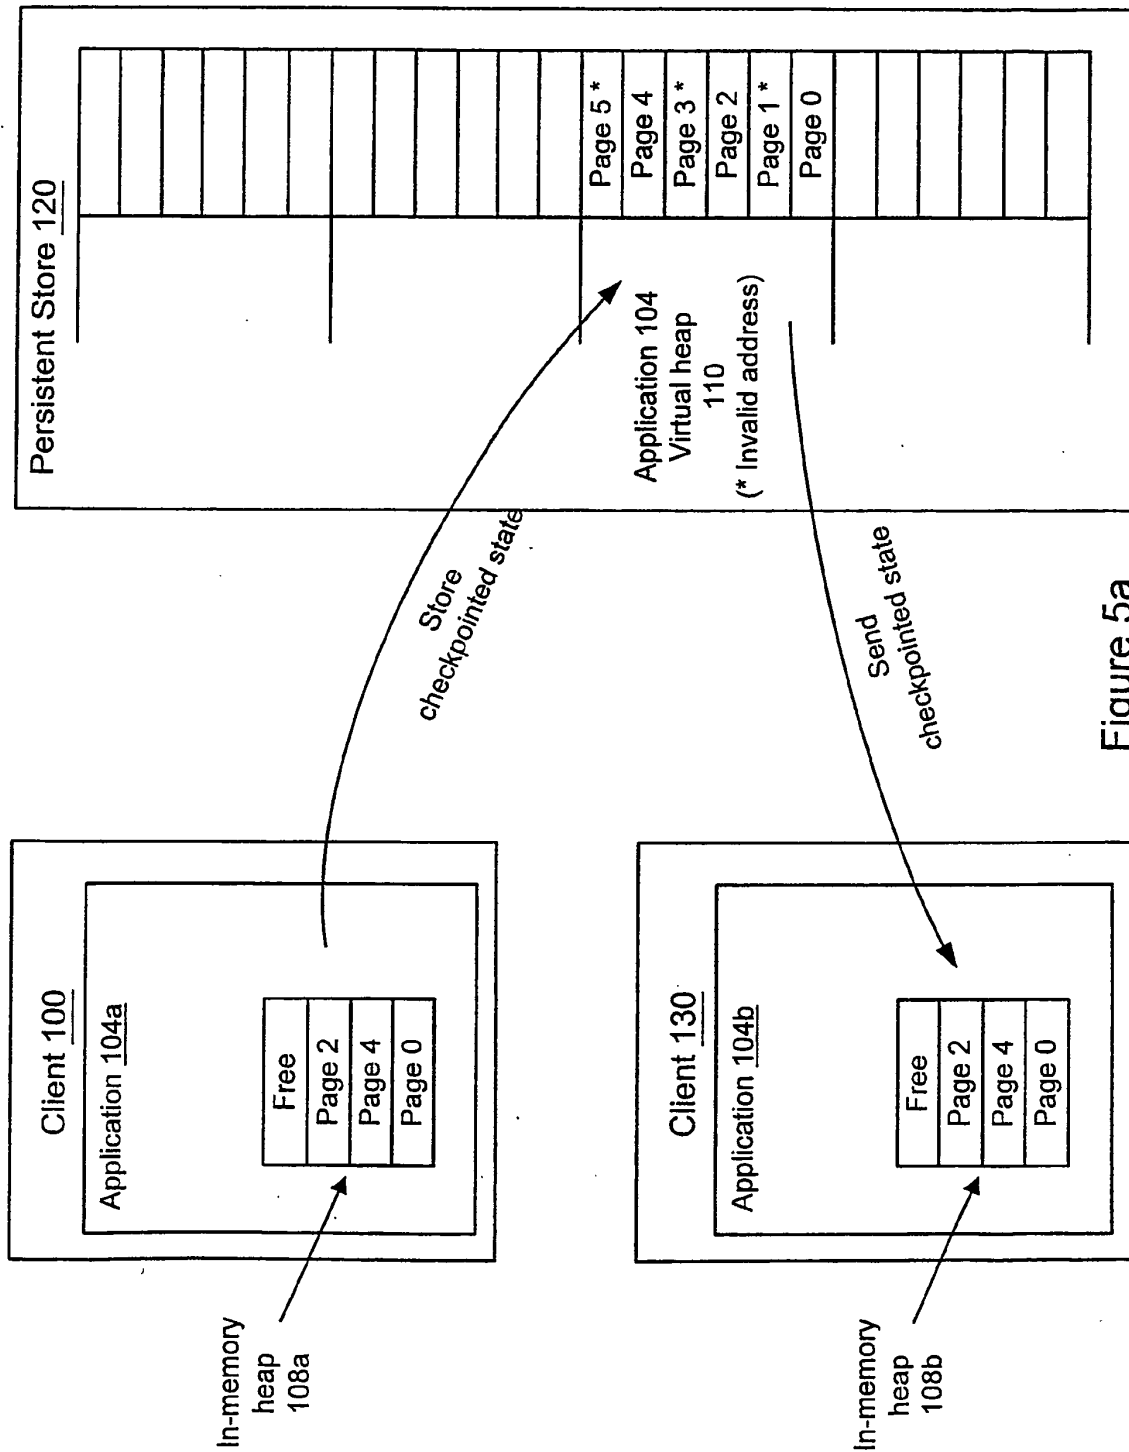 Client 100
Application 104a
Free
Page 2
Page 4
Page 0
In-memory
heap
108a
Store
checkpointed state
Persistent Store 120
Page 5 *
Page 4
Page 3 *
Page 2
Page 1 *
Page 0
Application 104
Virtual heap
110
(* Invalid address)
Send
checkpointed state
Client 130
Application 104b
Free
Page 2
Page 4
Page 0
In-memory
heap
108b
Figure 5a